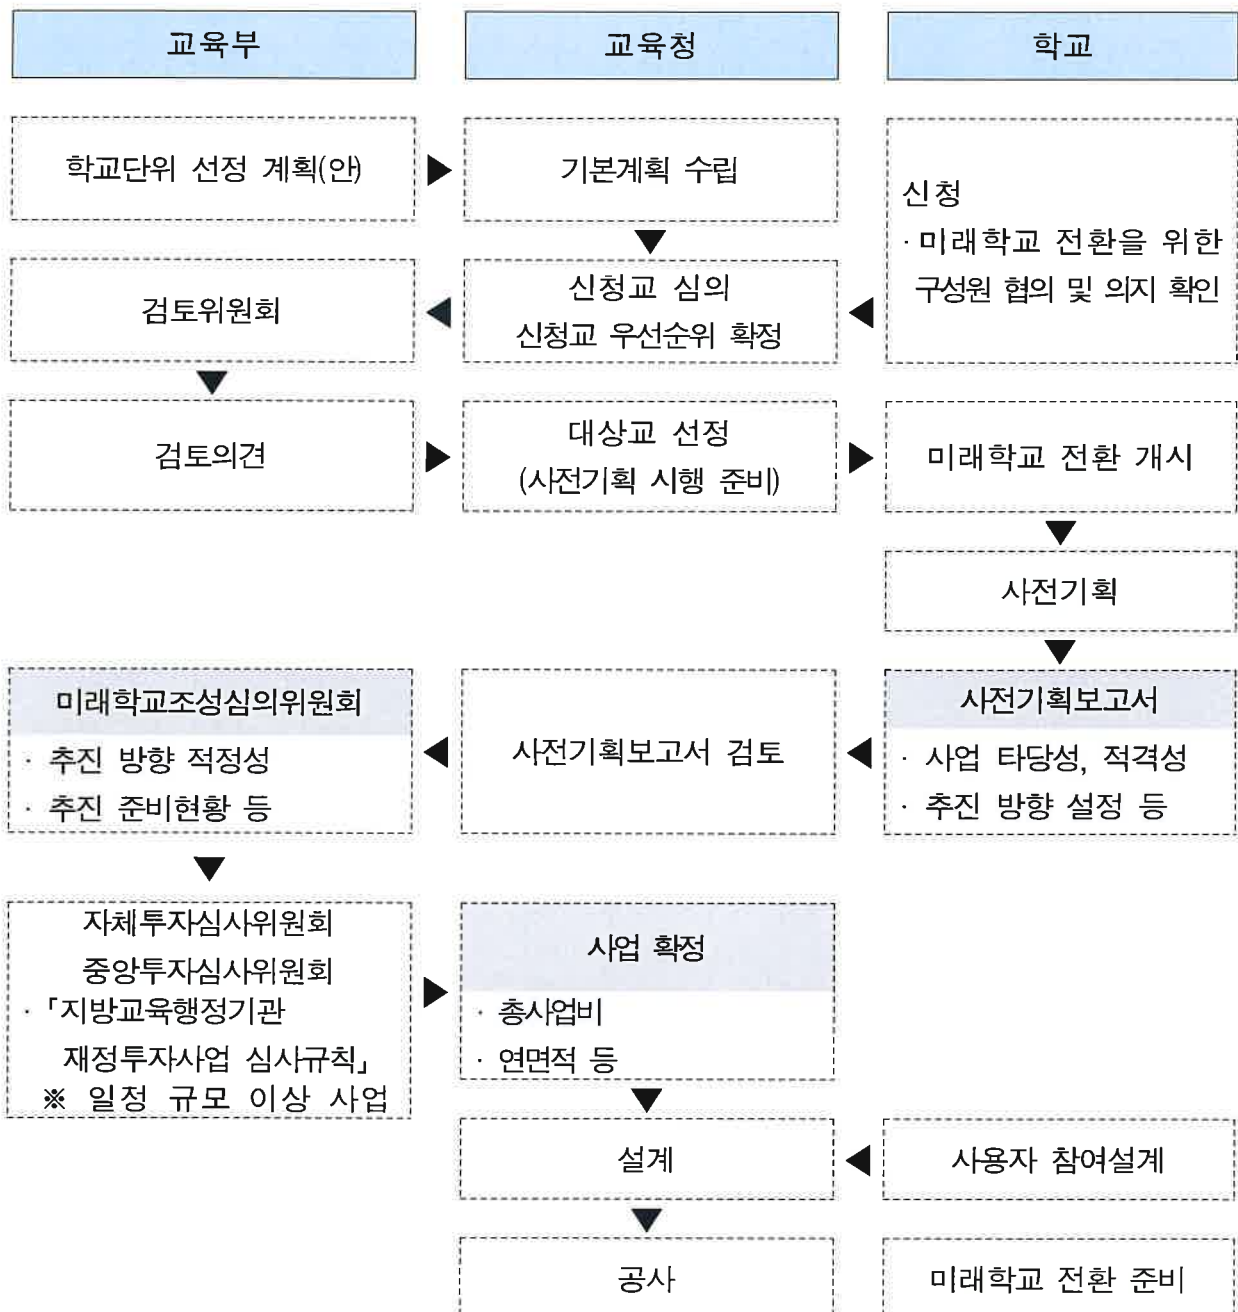 교육부
교육청
학교
학교단위 선정 계획(안)
기본계획 수립
신청
· 미래학교 전환을 위한
구성원 협의 및 의지 확인
검토위원회
신청교 심의
신청교 우선순위 확정
검토의견
대상교 선정
(사전기획 시행 준비)
미래학교 전환 개시
사전기획
미래학교조성심의위원회
· 추진 방향 적정성
· 추진 준비현황 등
사전기획보고서 검토
사전기획보고서
· 사업 타당성, 적격성
· 추진 방향 설정 등
자체투자심사위원회
중앙투자심사위원회
· 「지방교육행정기관
재정투자사업 심사규칙」
※ 일정 규모 이상 사업
사업 확정
· 총사업비
· 연면적 등
설계
사용자 참여설계
공사
미래학교 전환 준비